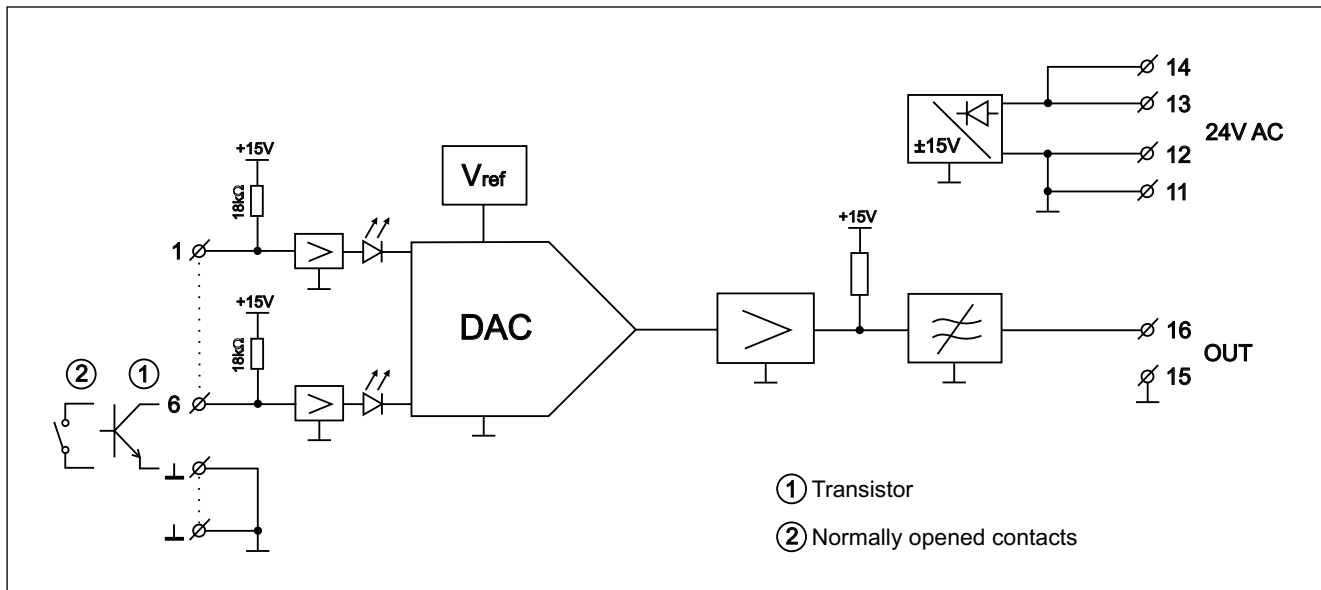 14
13
24V AC
±15V
12
11
+15V
18kΩ
Vref
+15V
1
+15V
18kΩ
DAC
16
OUT
15
2
1
6
1 Transistor
2 Normally opened contacts